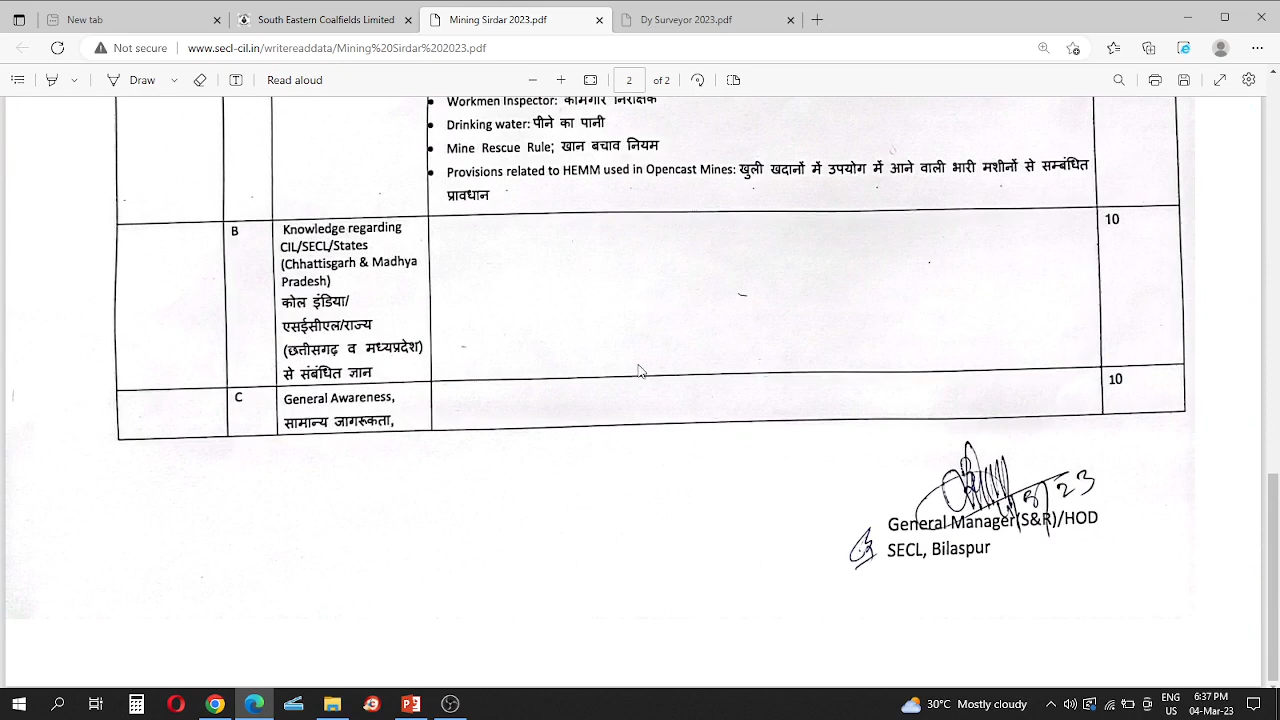 New tab
South Eastern Coalfields Limited
Mining Sirdar 2023.pdf
Dy Surveyor 2023.pdf
Not secure
www.secl-cil.in/writereaddata/Mining%20Sirdar%202023.pdf
Draw
Read aloud
2 of 2
Workmen Inspector: कामगार निरीक्षक
Drinking water: पीने का पानी
Mine Rescue Rule; खान बचाव नियम
Provisions related to HEMM used in Opencast Mines: खुली खदानों में उपयोग में आने वाली भारी मशीनों से सम्बंधित
प्रावधान
B
Knowledge regarding
CIL/SECL/States
(Chhattisgarh & Madhya
Pradesh)
कोल इंडिया/
एसईसीएल/राज्य
(छत्तीसगढ़ व मध्यप्रदेश)
से संबंधित ज्ञान
10
C
General Awareness,
सामान्य जागरूकता,
10
23
General Manager(S&R)/HOD
SECL, Bilaspur
30°C Mostly cloudy
ENG
US
6:37 PM
04-Mar-23